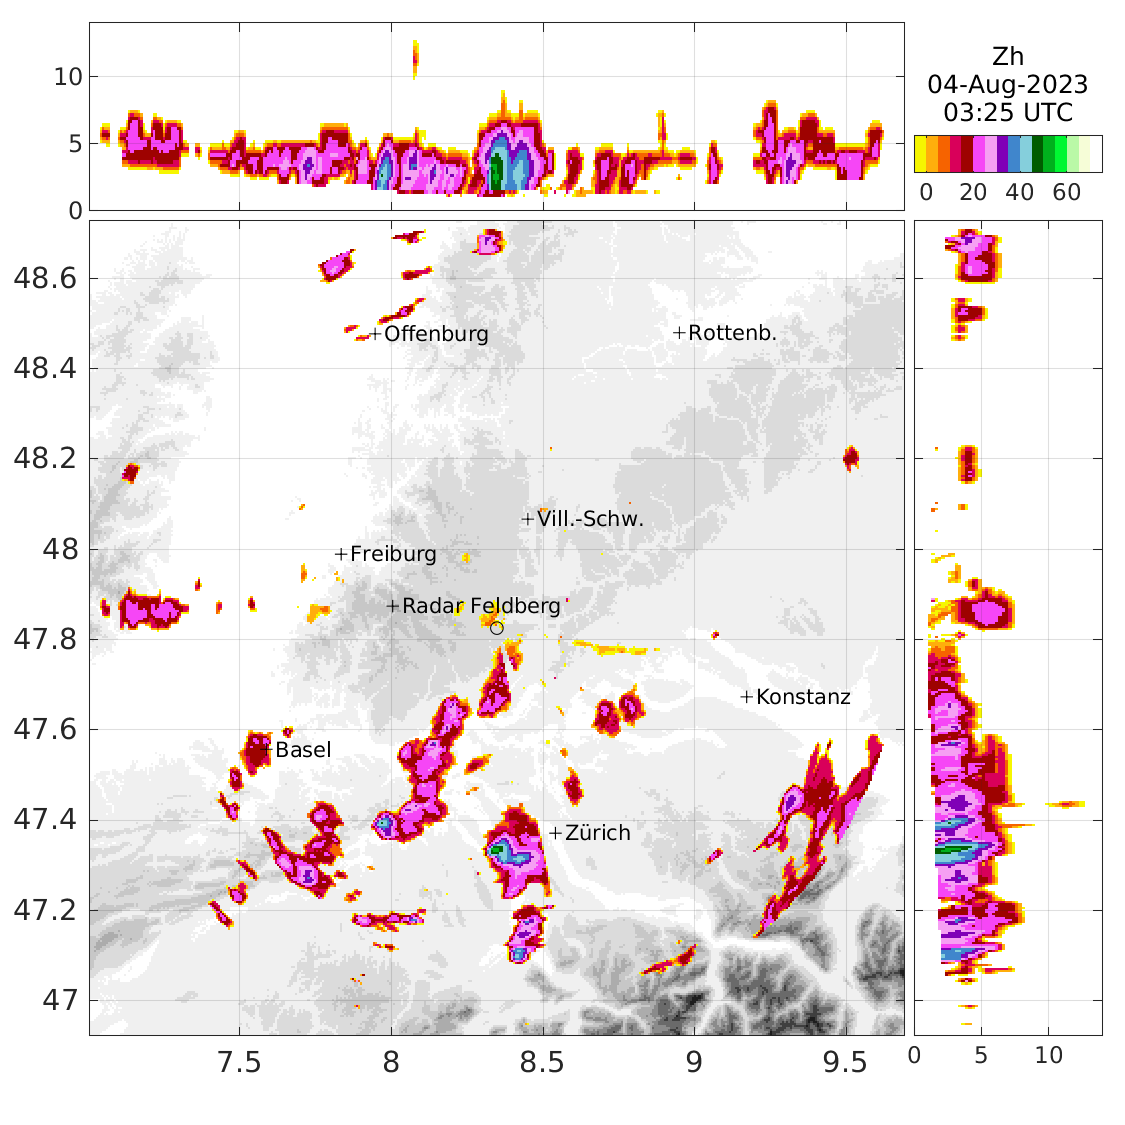 Zh
04-Aug-2023
03:25 UTC
0 20 40 60
10
5
0
48.6
48.4
48.2
48
47.8
47.6
47.4
47.2
47
+Offenburg
+Rottenb.
+Vill.-Schw.
+Freiburg
+Radar Feldberg
+Konstanz
+Basel
+Zürich
7.5 8 8.5 9 9.5
0 5 10